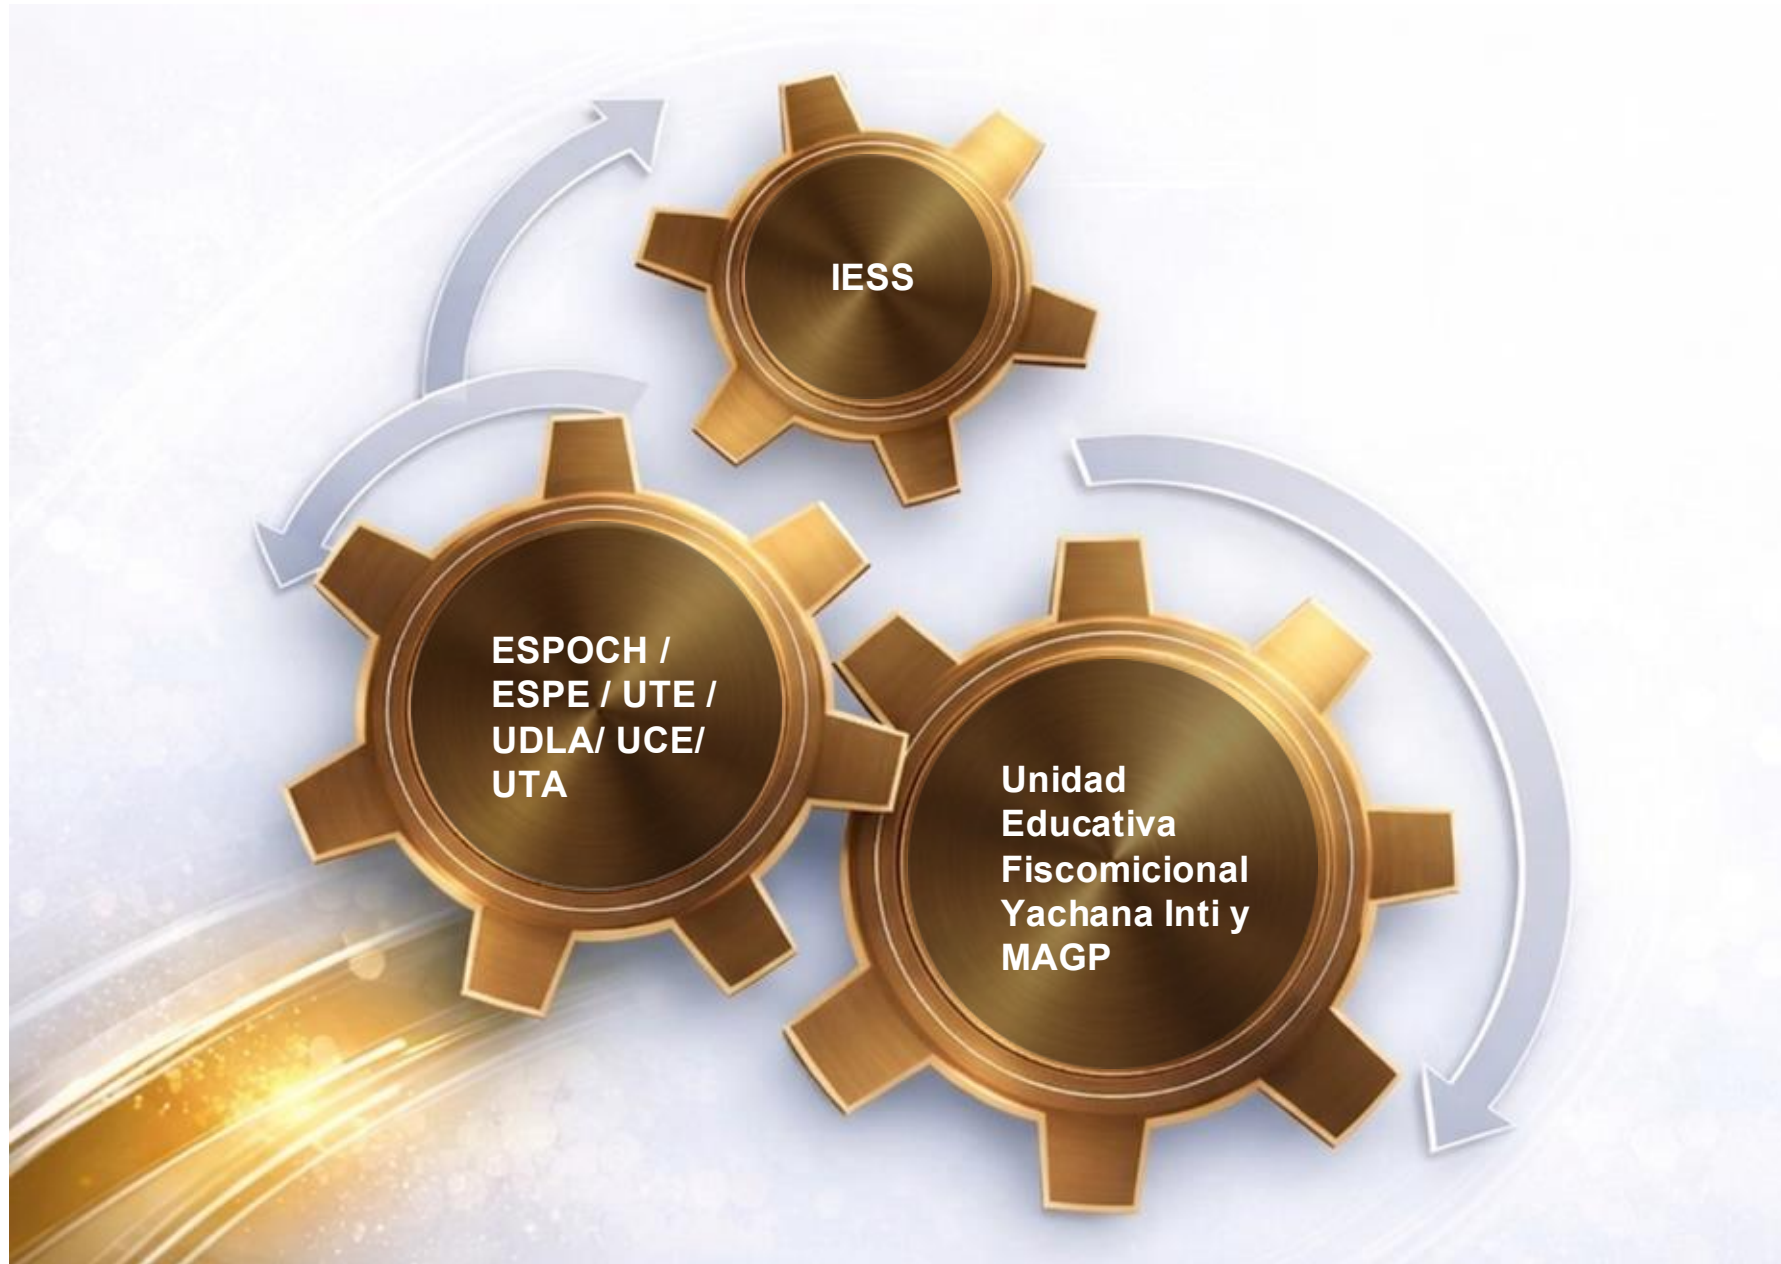 IESS
ESPOCH /
ESPE / UTE /
UDLA/ UCE/
UTA
Unidad
Educativa
Fiscomicional
Yachana Inti y
MAGP